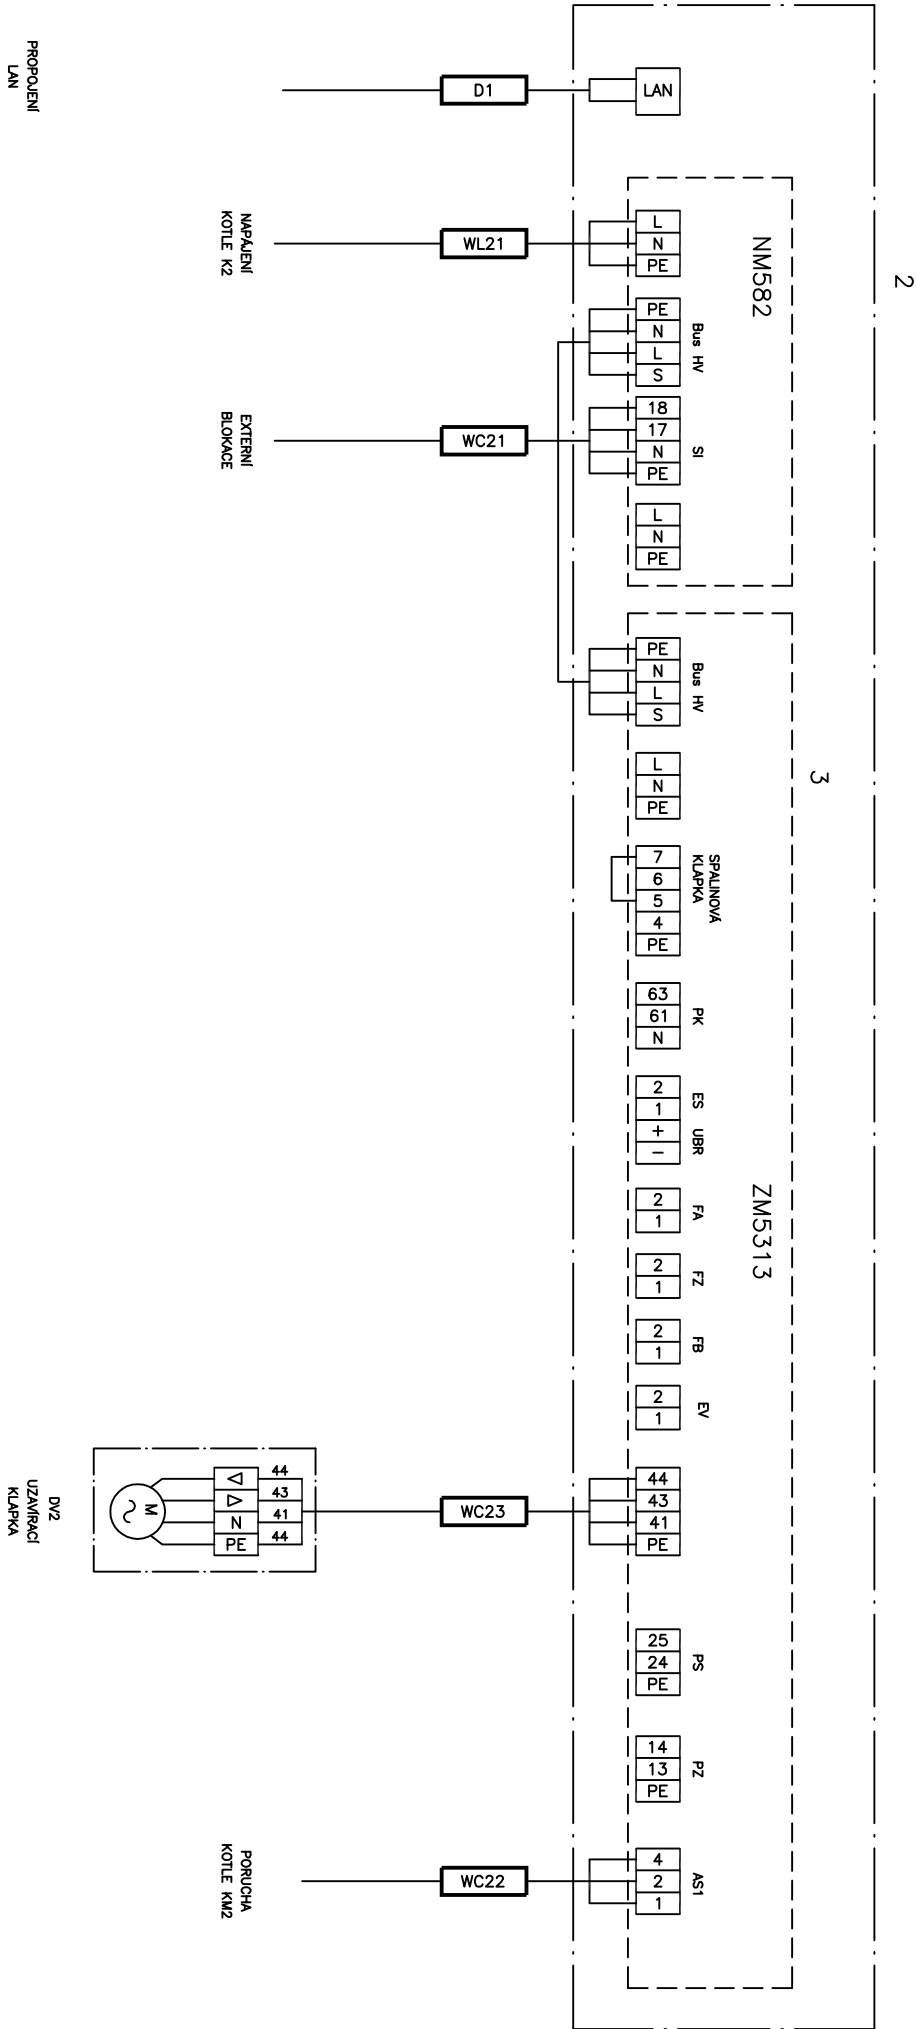 2
LAN
D1
PROPOJENÍ
LAN
NM582
L
N
PE
WL21
NAPÁJENÍ
KOTLE K2
Bus HV
PE
N
L
S
SI
18
17
N
PE
WC21
EXTERNÍ
BLOKACE
L
N
PE
3
ZM5313
Bus HV
PE
N
L
S
L
N
PE
SPALINOVÁ
KLAPKA
7
6
5
4
PE
PK
63
61
N
ES UBR
2
1
+
−
FA
2
1
FZ
2
1
FB
2
1
EV
2
1
44
43
41
PE
WC23
44
43
41
44
N
PE
M
DV2
UZAVÍRACÍ
KLAPKA
PS
25
24
PE
PZ
14
13
PE
AS1
4
2
1
WC22
PORUCHA
KOTLE KM2